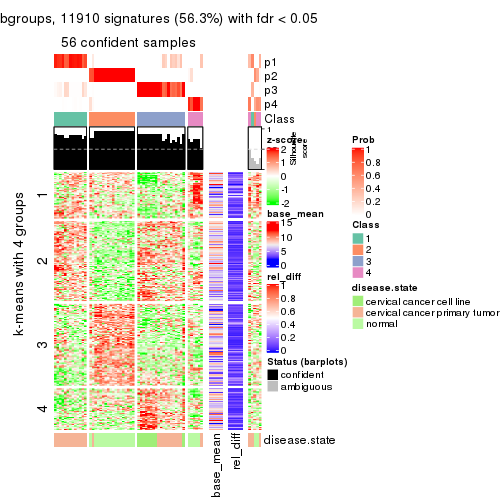 bgroups, 11910 signatures (56.3%) with fdr < 0.05
56 confident samples
p1
p2
p3
p4
Class
1
Silhouette
score
z-score
2
1
0
-1
-2
base_mean
15
10
5
0
rel_diff
1
0.8
0.6
0.4
0.2
0
Status (barplots)
confident
ambiguous
Prob
1
0.8
0.6
0.4
0.2
0
Class
1
2
3
4
disease.state
cervical cancer cell line
cervical cancer primary tumor
normal
k-means with 4 groups
1
2
3
4
disease.state
base_mean
rel_diff